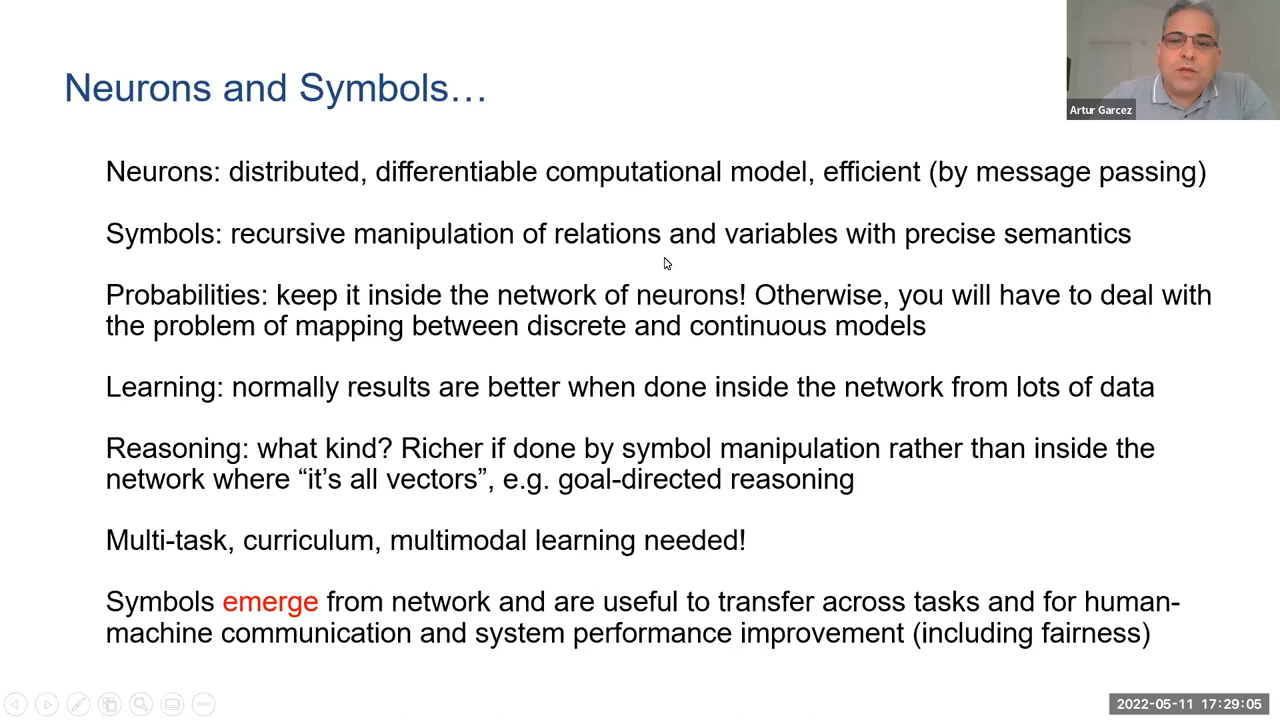 Neurons and Symbols…
Artur Garcez
Neurons: distributed, differentiable computational model, efficient (by message passing)
Symbols: recursive manipulation of relations and variables with precise semantics
Probabilities: keep it inside the network of neurons! Otherwise, you will have to deal with
the problem of mapping between discrete and continuous models
Learning: normally results are better when done inside the network from lots of data
Reasoning: what kind? Richer if done by symbol manipulation rather than inside the
network where “it’s all vectors”, e.g. goal-directed reasoning
Multi-task, curriculum, multimodal learning needed!
Symbols emerge from network and are useful to transfer across tasks and for human-
machine communication and system performance improvement (including fairness)
2022-05-11 17:29:05